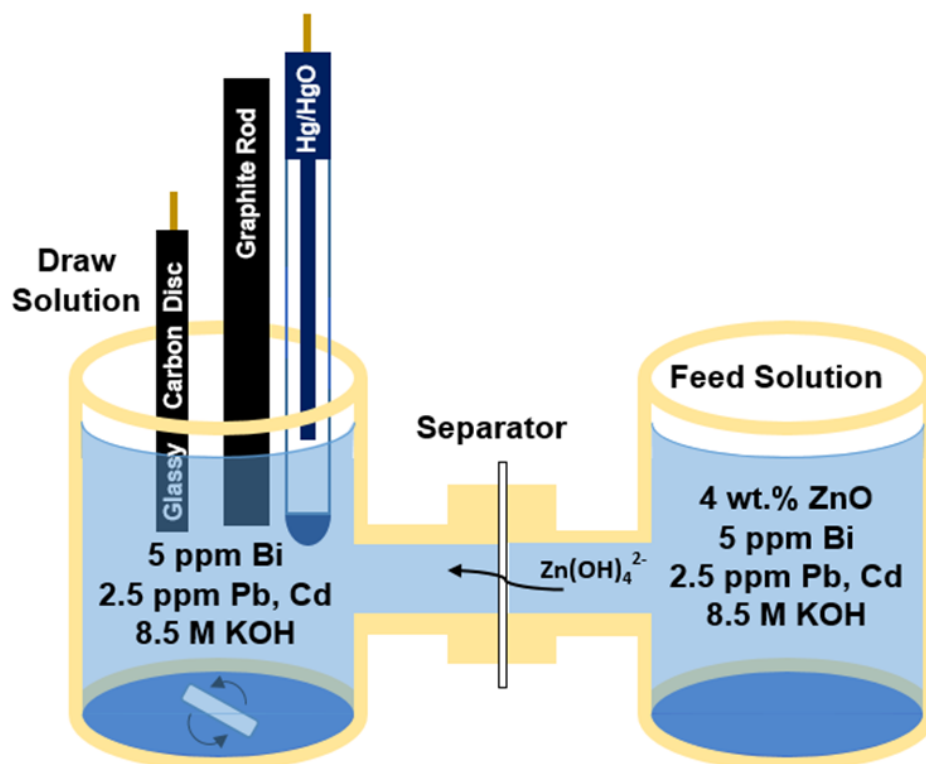 Draw
Solution
Glassy Carbon Disc
Graphite Rod
Hg/HgO
Separator
Feed Solution
5 ppm Bi
2.5 ppm Pb, Cd
8.5 M KOH
Zn(OH)₄²⁻
4 wt.% ZnO
5 ppm Bi
2.5 ppm Pb, Cd
8.5 M KOH